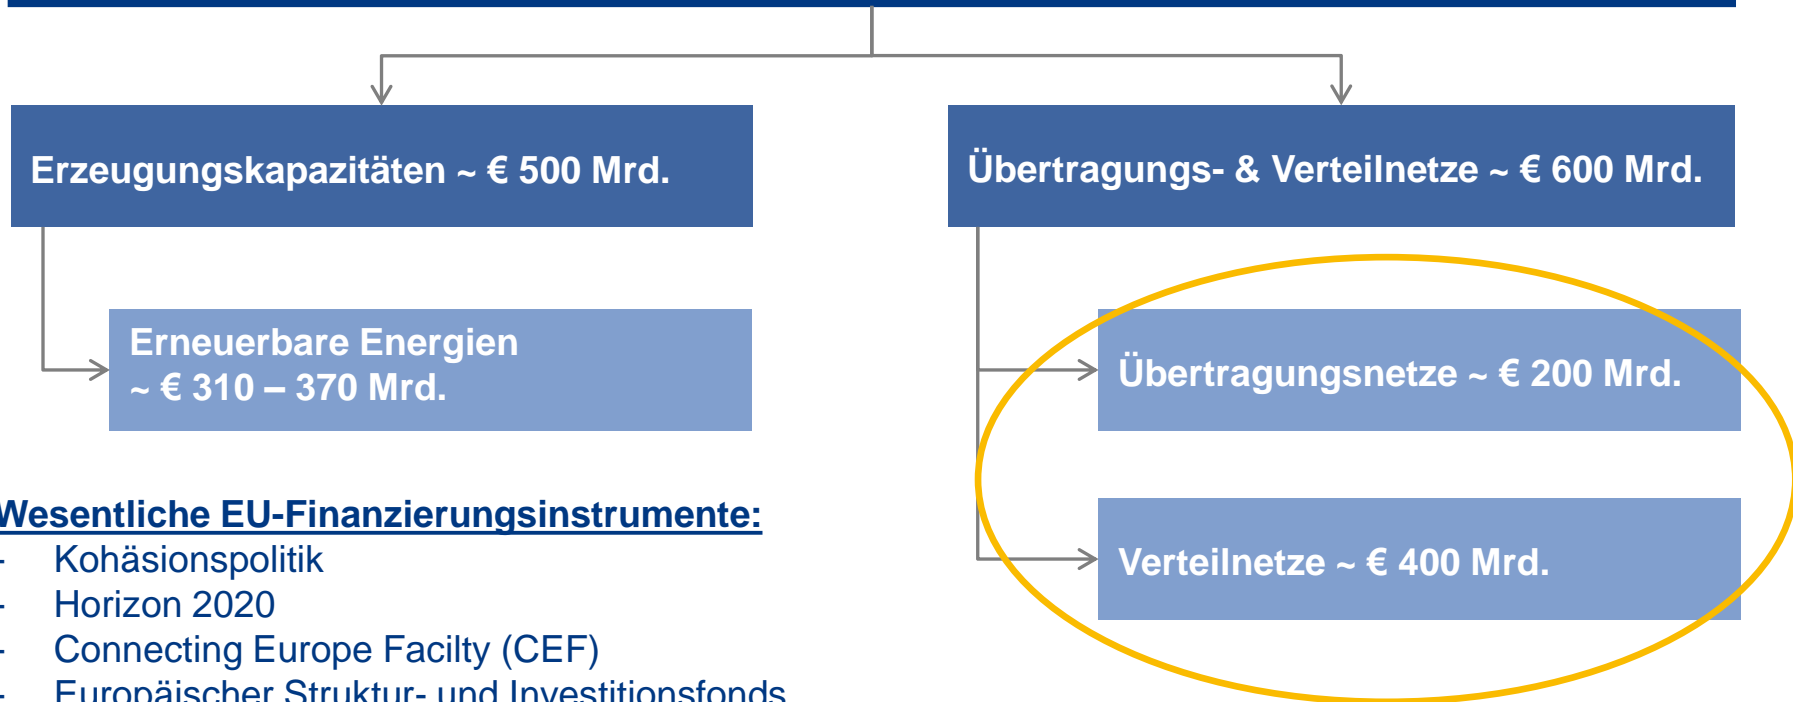 Erzeugungskapazitäten ~ € 500 Mrd.
Übertragungs- & Verteilnetze ~ € 600 Mrd.
Erneuerbare Energien
~ € 310 – 370 Mrd.
Übertragungsnetze ~ € 200 Mrd.
Verteilnetze ~ € 400 Mrd.
Wesentliche EU-Finanzierungsinstrumente:
- Kohäsionspolitik
- Horizon 2020
- Connecting Europe Facilty (CEF)
- Europäischer Struktur- und Investitionsfonds